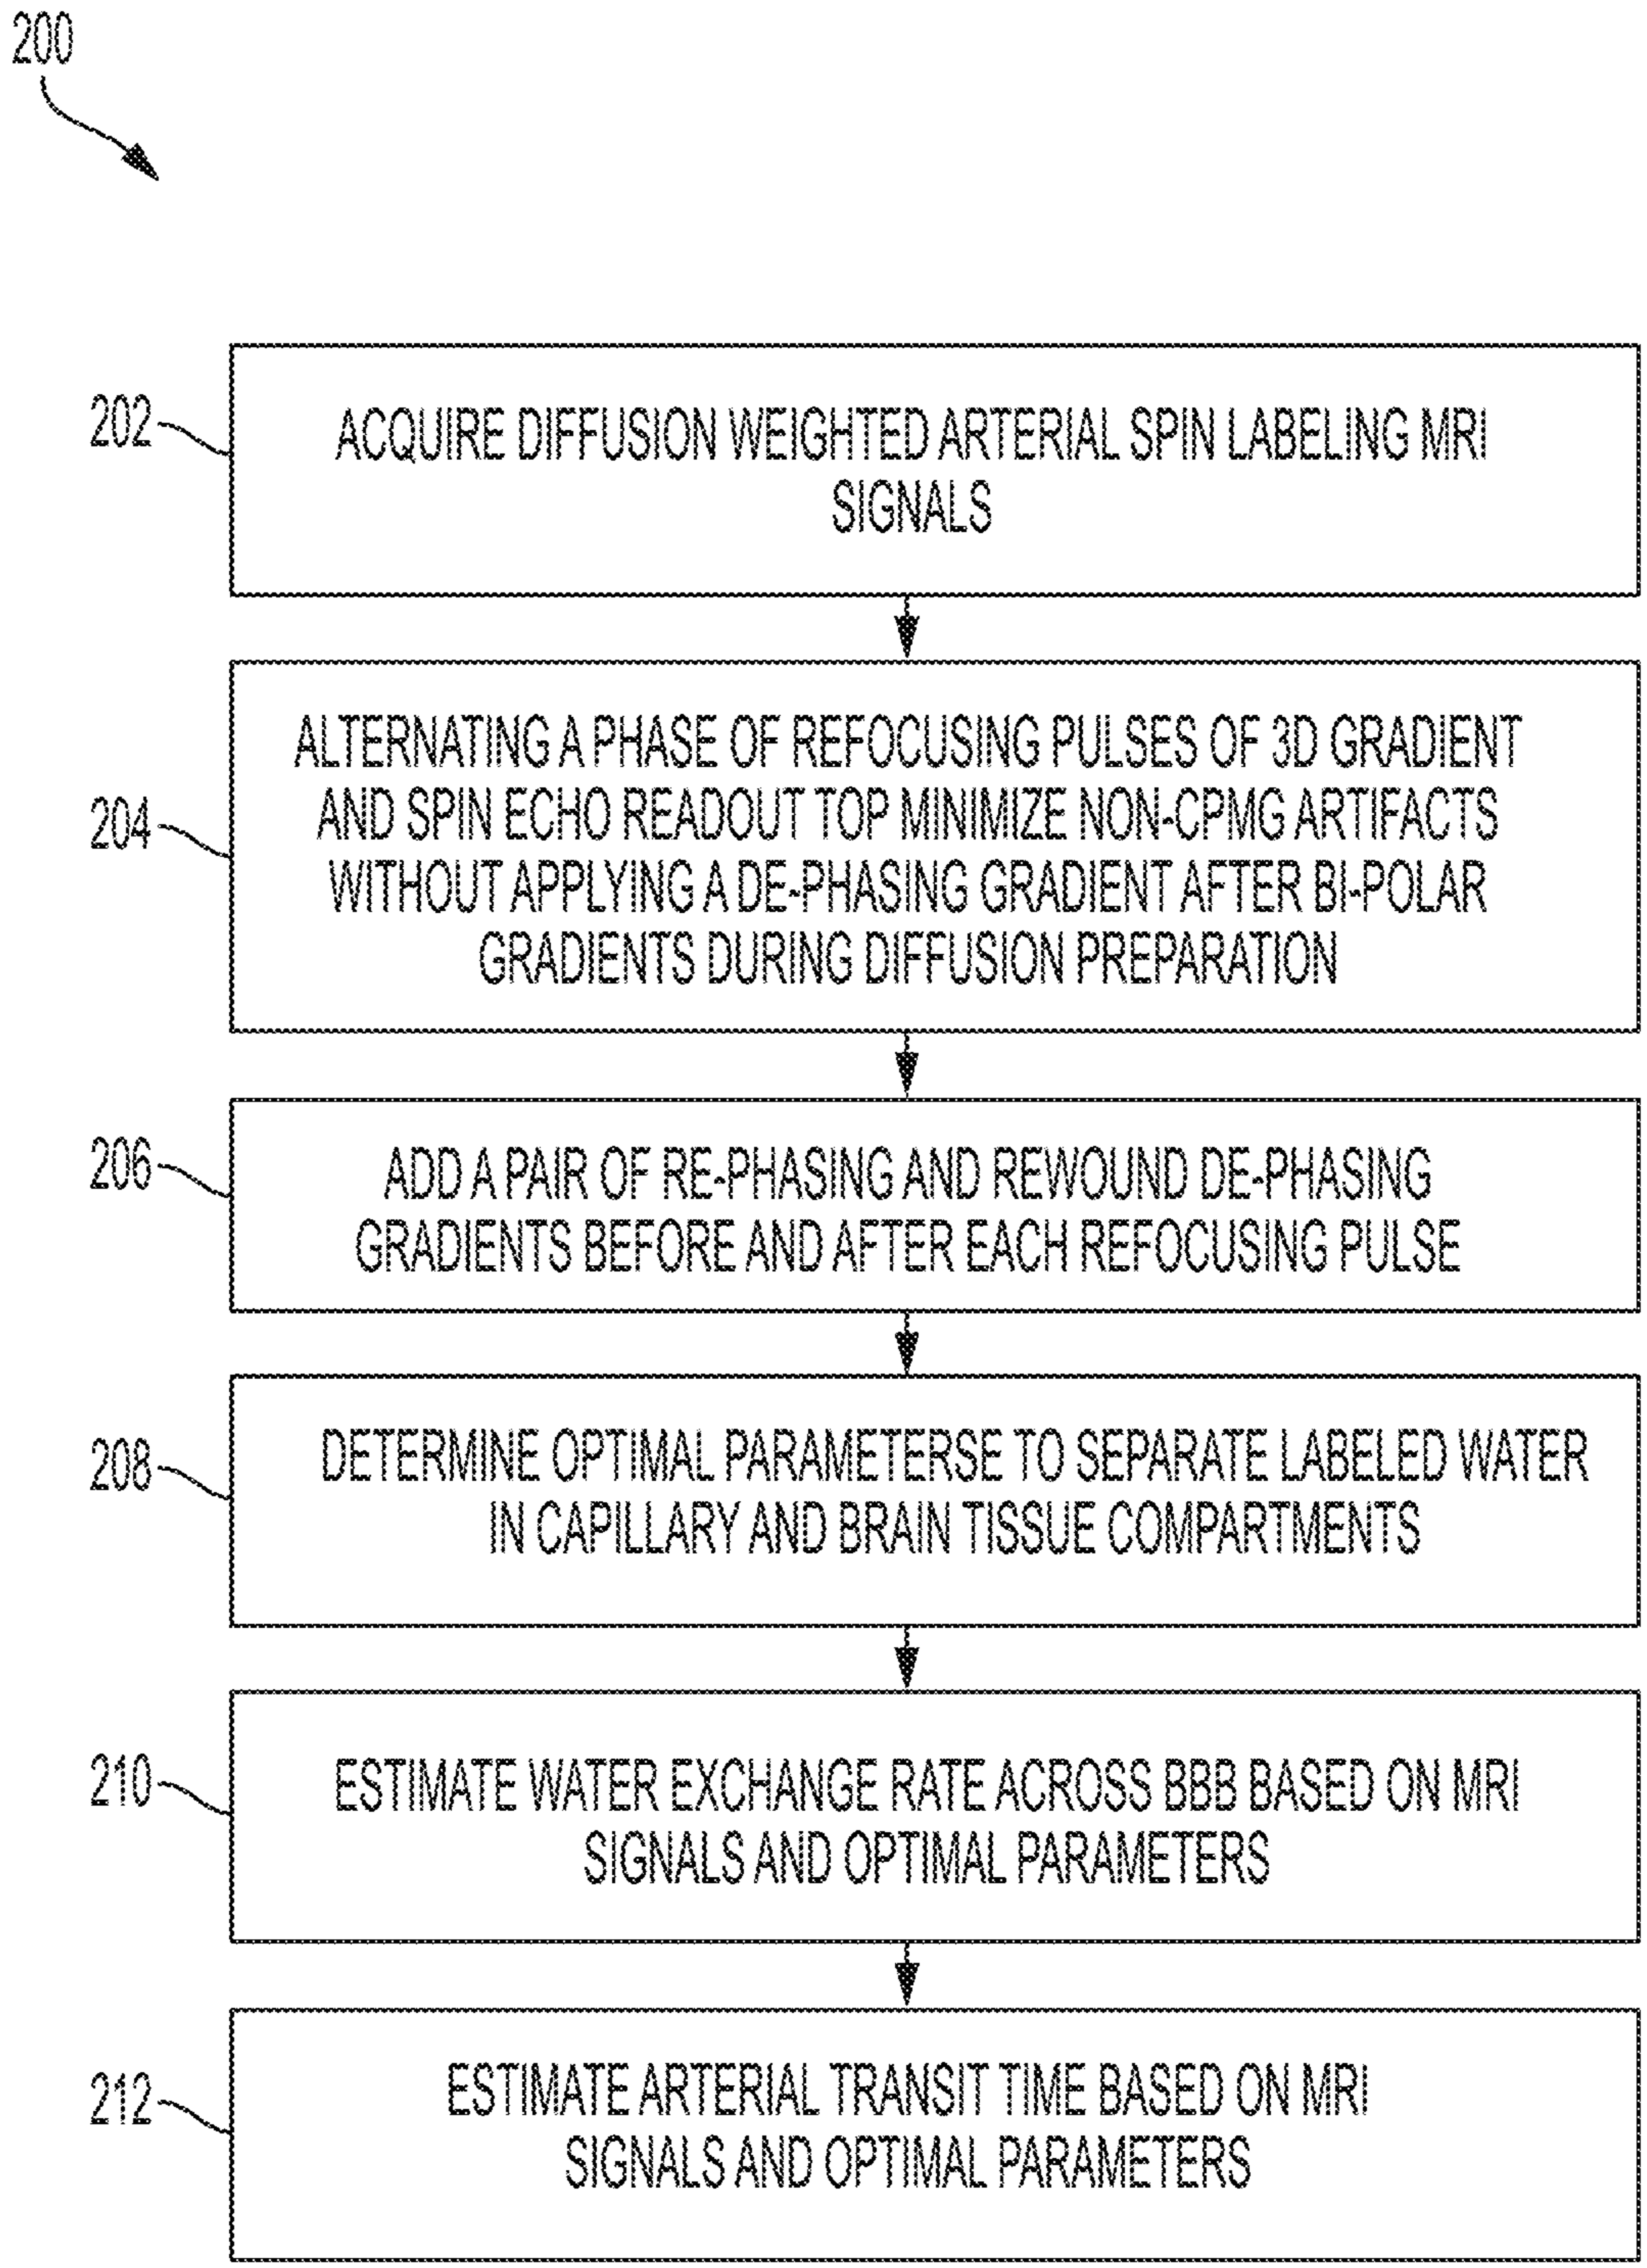 200
202
ACQUIRE DIFFUSION WEIGHTED ARTERIAL SPIN LABELING MRI
SIGNALS
204
ALTERNATING A PHASE OF REFOCUSING PULSES OF 3D GRADIENT
AND SPIN ECHO READOUT TOP MINIMIZE NON-CPMG ARTIFACTS
WITHOUT APPLYING A DE-PHASING GRADIENT AFTER BI-POLAR
GRADIENTS DURING DIFFUSION PREPARATION
206
ADD A PAIR OF RE-PHASING AND REWOUND DE-PHASING
GRADIENTS BEFORE AND AFTER EACH REFOCUSING PULSE
208
DETERMINE OPTIMAL PARAMETERSE TO SEPARATE LABELED WATER
IN CAPILLARY AND BRAIN TISSUE COMPARTMENTS
210
ESTIMATE WATER EXCHANGE RATE ACROSS BBB BASED ON MRI
SIGNALS AND OPTIMAL PARAMETERS
212
ESTIMATE ARTERIAL TRANSIT TIME BASED ON MRI
SIGNALS AND OPTIMAL PARAMETERS